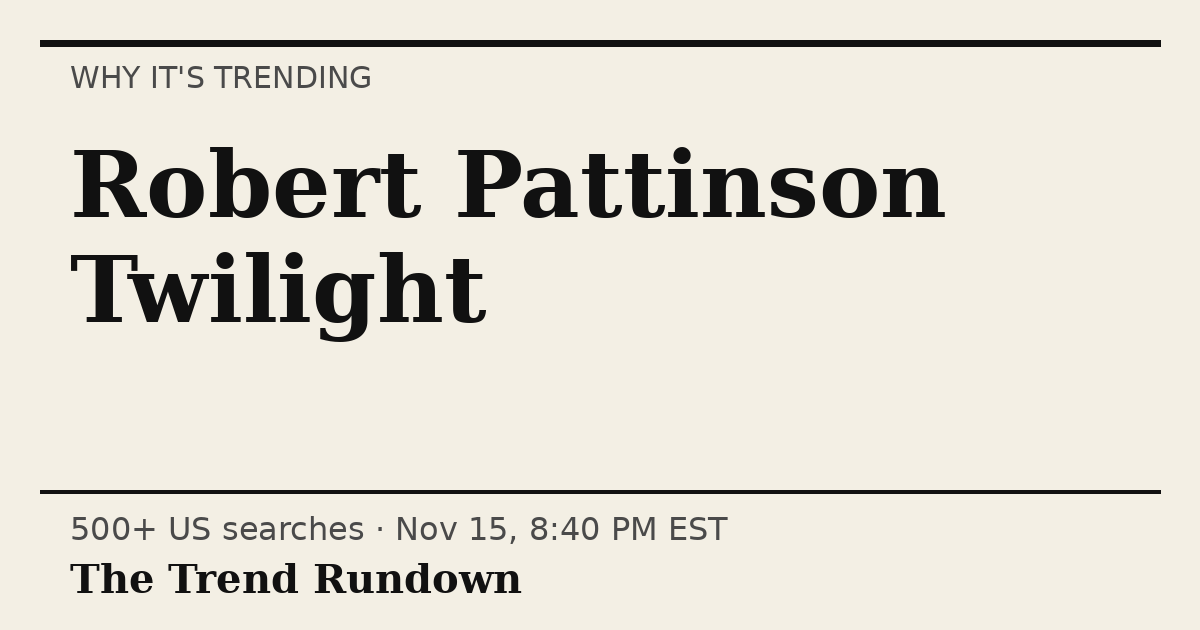 WHY IT'S TRENDING
Robert Pattinson
Twilight
500+ US searches · Nov 15, 8:40 PM EST
The Trend Rundown